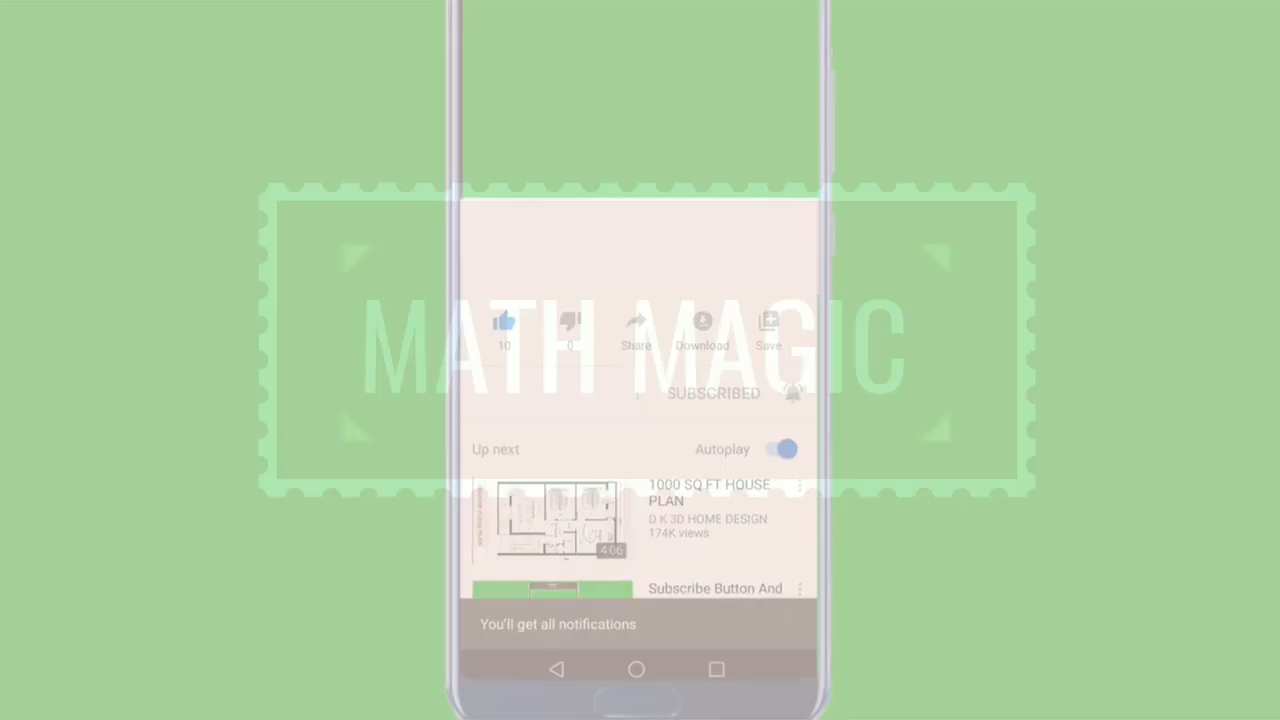 MATH MAGIC
10 0 Share Download Save
SUBSCRIBED
Up next Autoplay
1000 SQ FT HOUSE
PLAN
D K 3D HOME DESIGN
174K views
4:06
Subscribe Button And
You'll get all notifications